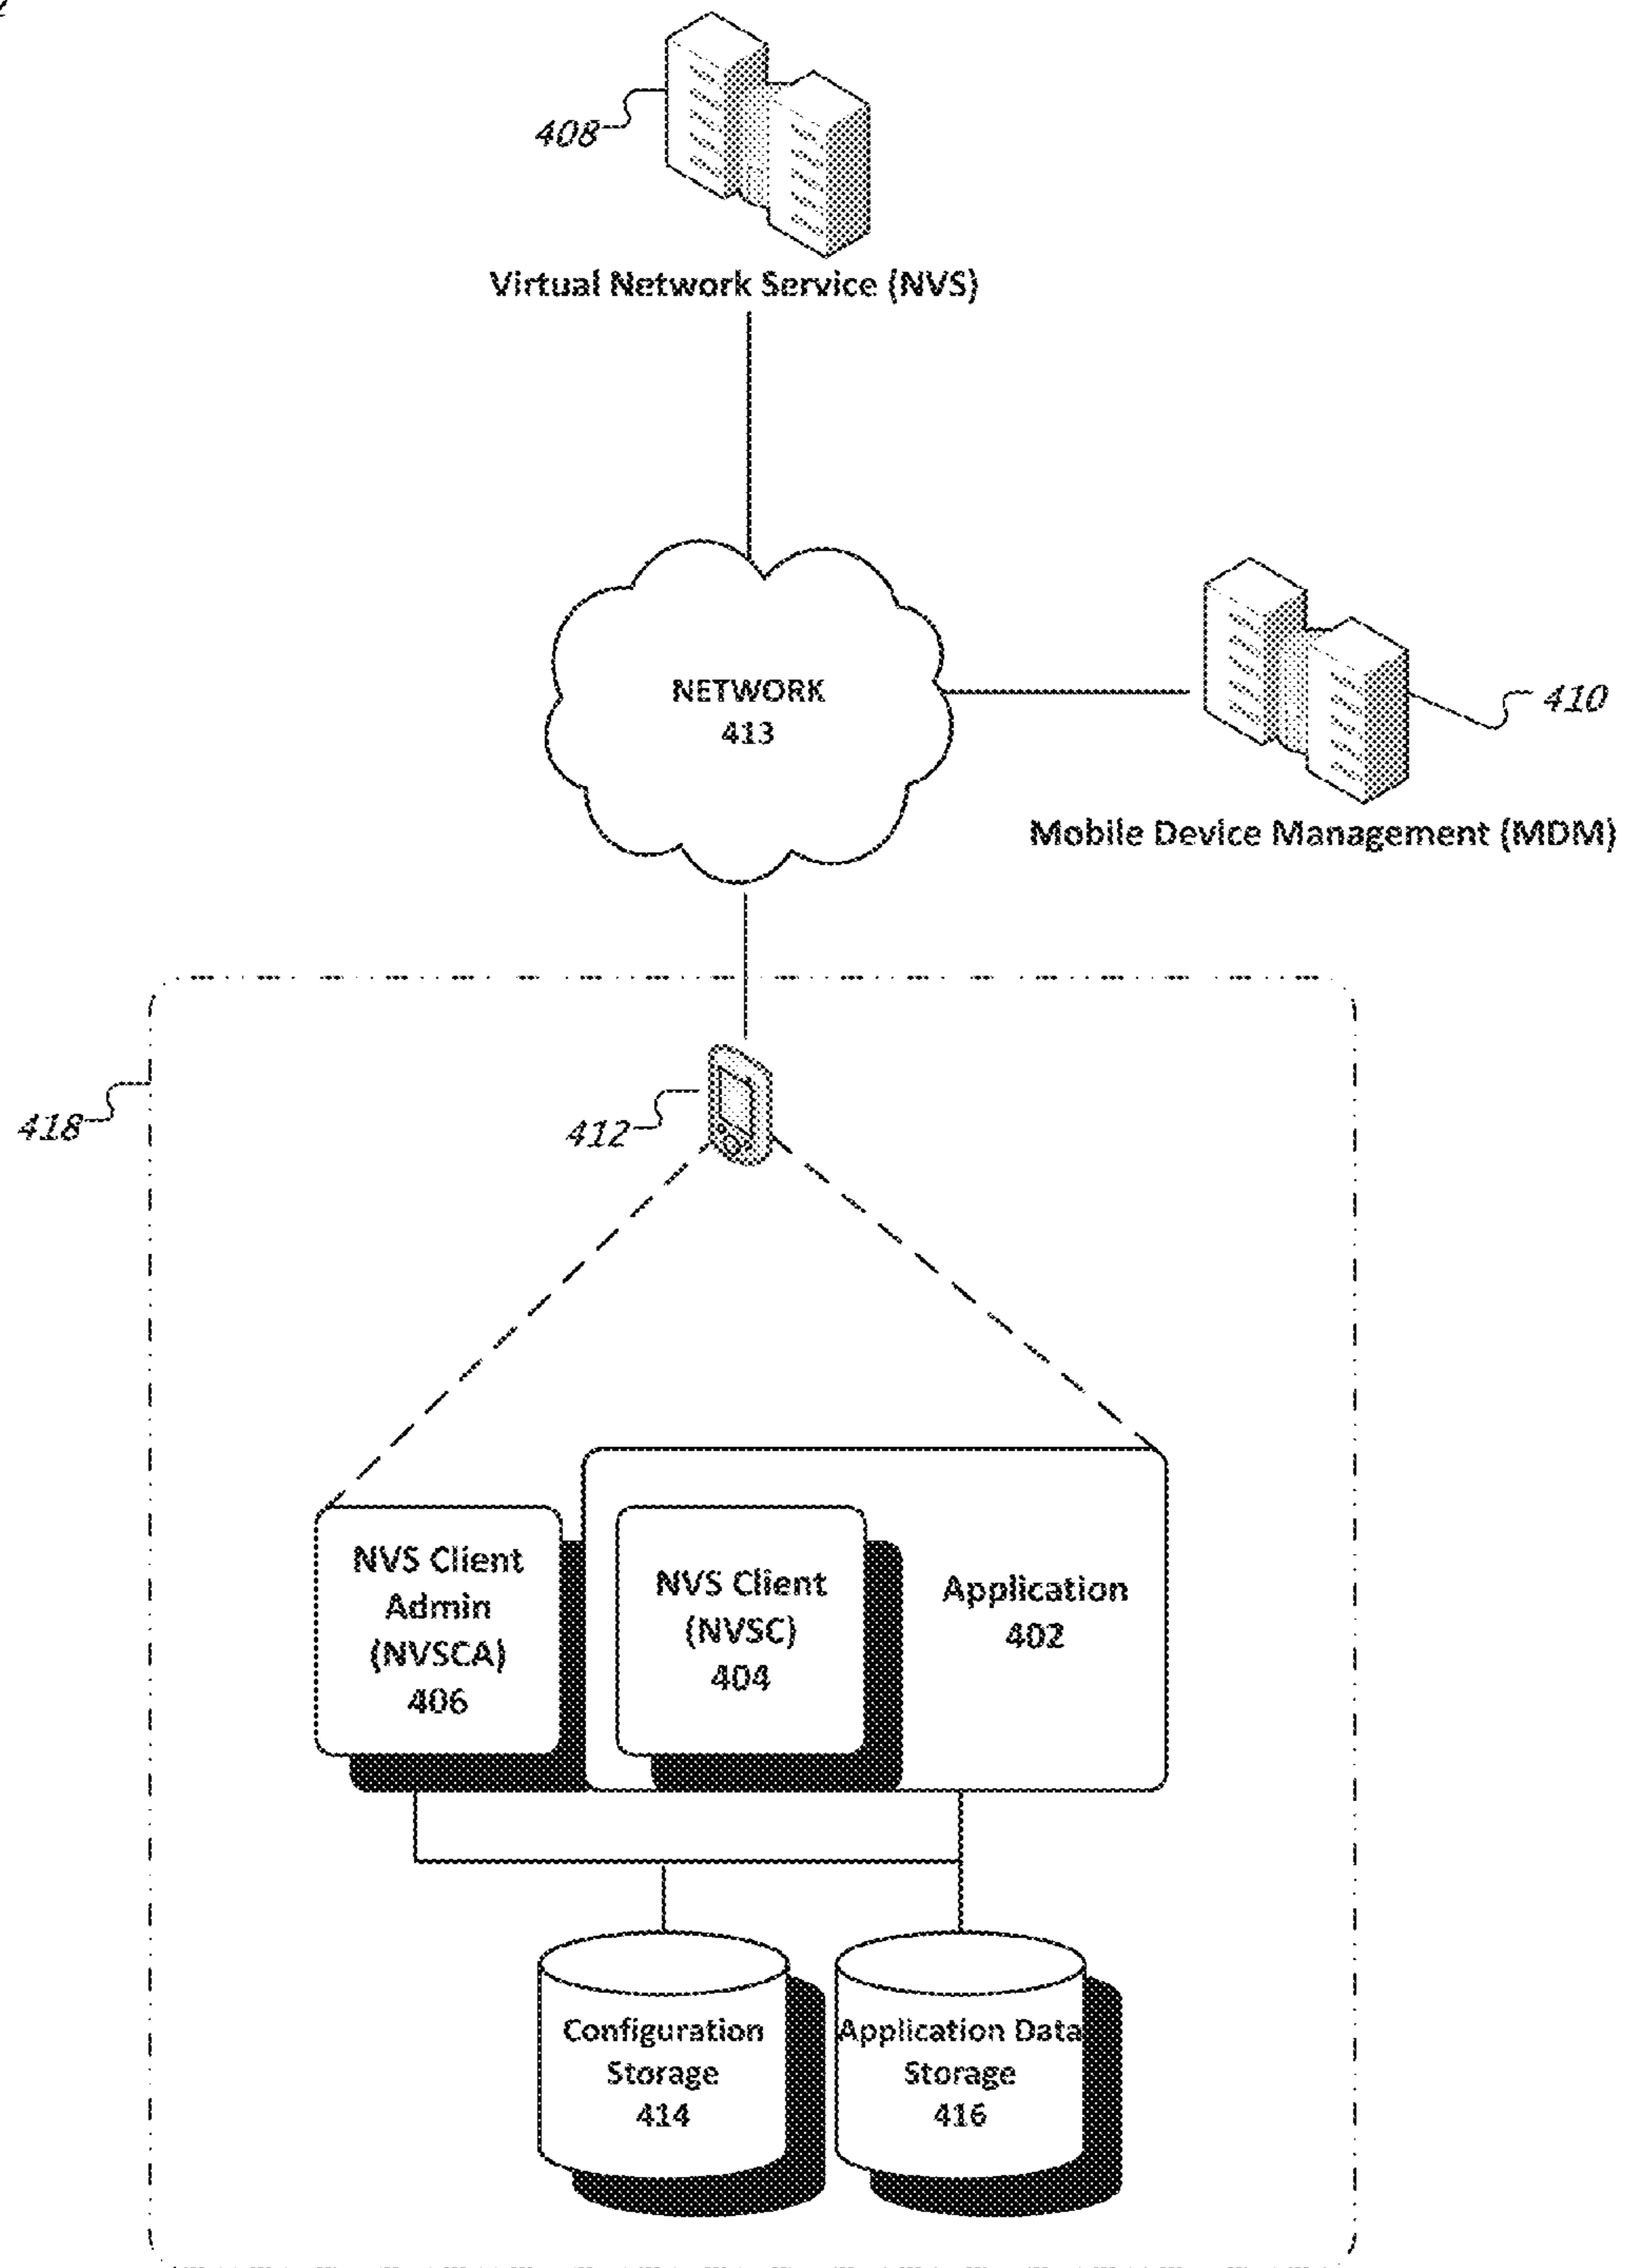 408
Virtual Network Service (NVS)
NETWORK
413
410
Mobile Device Management (MDM)
418
412
NVS Client
Admin
(NVSCA)
406
NVS Client
(NVSC)
404
Application
402
Configuration
Storage
414
Application Data
Storage
416